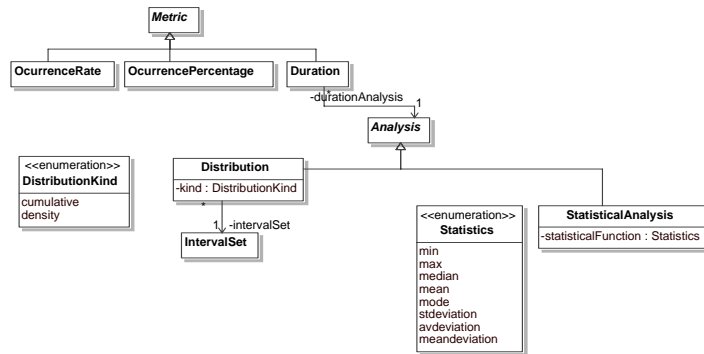 Metric
OcurrenceRate
OcurrencePercentage
Duration
-durationAnalysis
*
1
Analysis
<<enumeration>>
DistributionKind
cumulative
density
Distribution
-kind : DistributionKind
*
1
-intervalSet
IntervalSet
<<enumeration>>
Statistics
min
max
median
mean
mode
stdeviation
avdeviation
meandeviation
StatisticalAnalysis
-statisticalFunction : Statistics